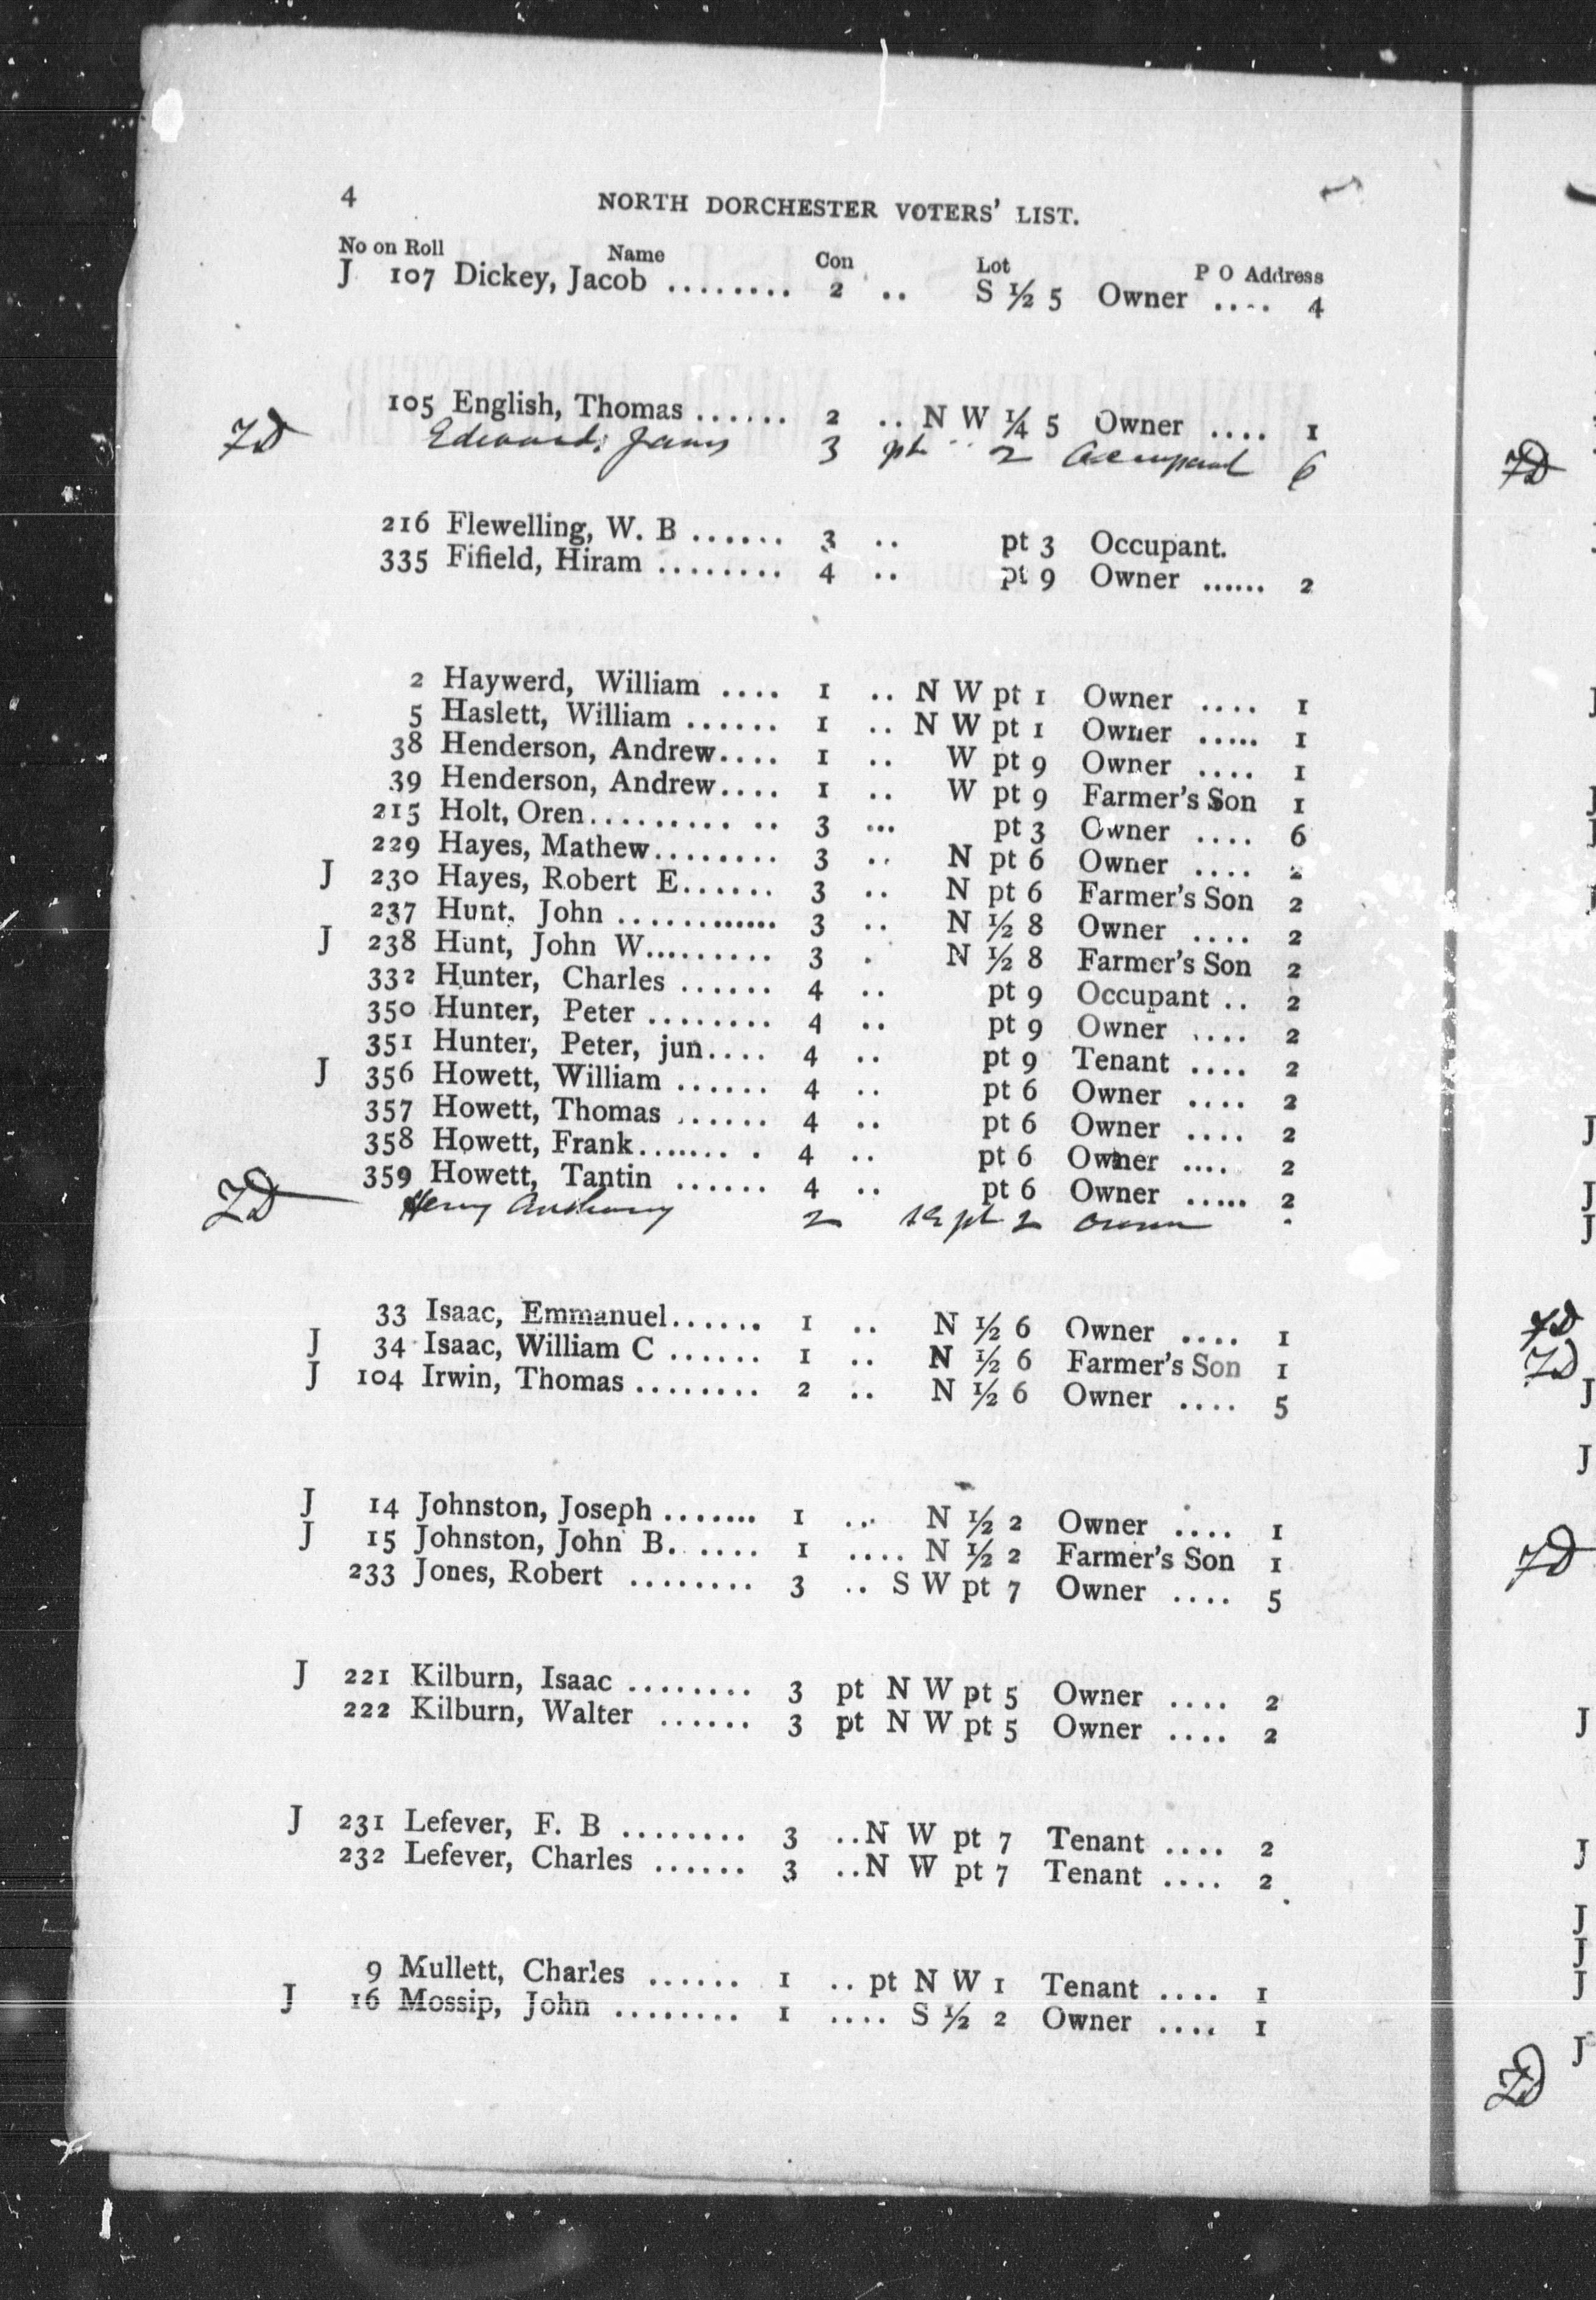 4 NORTH DORCHESTER VOTERS' LIST.
No on Roll Name Con Lot P O Address
J 107 Dickey, Jacob ........ 2 .. S ½ 5 Owner .... 4
105 English, Thomas ...... 2 .. N W ¼ 5 Owner .... 1
Edward, James 3 pt .. 2 Occupant 6
216 Flewelling, W. B ...... 3 .. pt 3 Occupant.
335 Fifield, Hiram ........ 4 .. pt 9 Owner ...... 2
2 Haywerd, William .... 1 .. N W pt 1 Owner .... 1
5 Haslett, William ...... 1 .. N W pt 1 Owner ..... 1
38 Henderson, Andrew.... 1 .. W pt 9 Owner .... 1
39 Henderson, Andrew.... 1 .. W pt 9 Farmer's Son 1
215 Holt, Oren.......... .. 3 ... pt 3 Owner .... 6
229 Hayes, Mathew........ 3 .. N pt 6 Owner .... 2
J 230 Hayes, Robert E...... 3 .. N pt 6 Farmer's Son 2
237 Hunt, John ............ 3 .. N ½ 8 Owner .... 2
J 238 Hunt, John W.......... 3 . N ½ 8 Farmer's Son 2
332 Hunter, Charles ...... 4 .. pt 9 Occupant .. 2
350 Hunter, Peter ........ 4 .. pt 9 Owner .... 2
351 Hunter, Peter, jun.... 4 .. pt 9 Tenant .... 2
J 356 Howett, William ...... 4 .. pt 6 Owner .... 2
357 Howett, Thomas ...... 4 .. pt 6 Owner .... 2
358 Howett, Frank....... . 4 .. pt 6 Owner .... 2
359 Howett, Tantin ...... 4 .. pt 6 Owner ..... 2
Henry Anthony 2 pt 2 owner
33 Isaac, Emmanuel...... 1 .. N ½ 6 Owner .... 1
J 34 Isaac, William C ...... 1 .. N ½ 6 Farmer's Son 1
J 104 Irwin, Thomas ........ 2 .. N ½ 6 Owner .... 5
J 14 Johnston, Joseph ....... 1 ... N ½ 2 Owner .... 1
J 15 Johnston, John B. ..... 1 .... N ½ 2 Farmer's Son 1
233 Jones, Robert ........ 3 .. S W pt 7 Owner .... 5
J 221 Kilburn, Isaac ........ 3 pt N W pt 5 Owner .... 2
222 Kilburn, Walter ...... 3 pt N W pt 5 Owner .... 2
J 231 Lefever, F. B ........ 3 ..N W pt 7 Tenant .... 2
232 Lefever, Charles ...... 3 ..N W pt 7 Tenant .... 2
9 Mullett, Charles ...... 1 .. pt N W 1 Tenant .... 1
J 16 Mossip, John ........ 1 .... S ½ 2 Owner .... 1